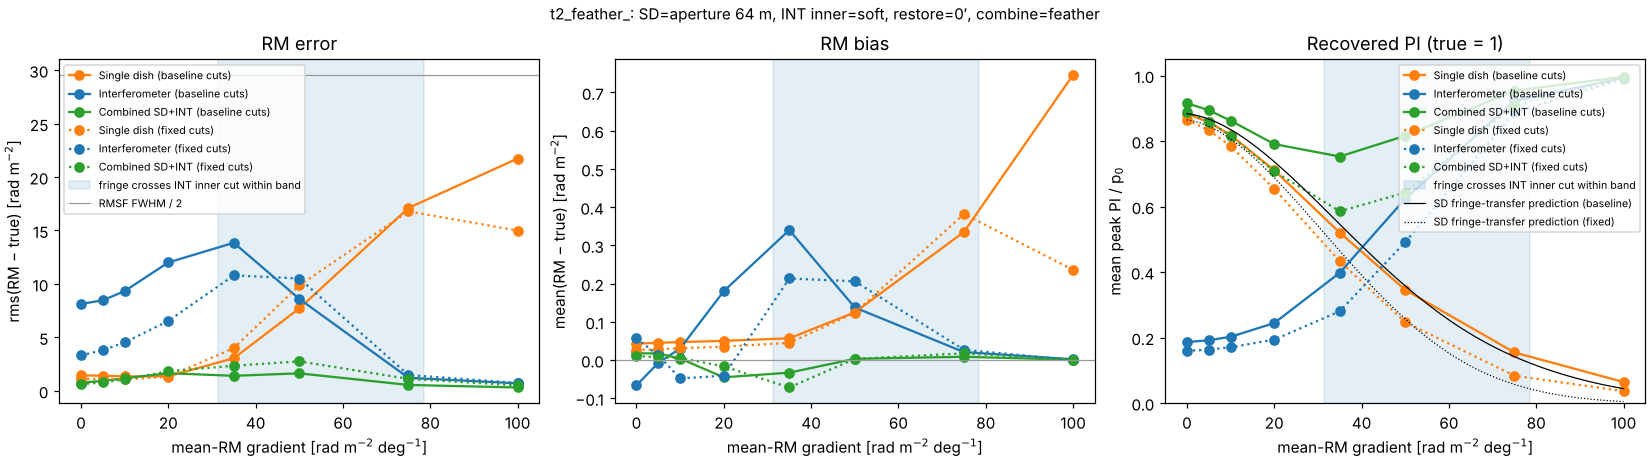 t2_feather_: SD=aperture 64 m, INT inner=soft, restore=0′, combine=feather
RM error
rms(RM − true) [rad m⁻²]
30
25
20
15
10
5
0
Single dish (baseline cuts)
Interferometer (baseline cuts)
Combined SD+INT (baseline cuts)
Single dish (fixed cuts)
Interferometer (fixed cuts)
Combined SD+INT (fixed cuts)
fringe crosses INT inner cut within band
RMSF FWHM / 2
0 20 40 60 80 100
mean-RM gradient [rad m⁻² deg⁻¹]
RM bias
mean(RM − true) [rad m⁻²]
0.7
0.6
0.5
0.4
0.3
0.2
0.1
0.0
−0.1
0 20 40 60 80 100
mean-RM gradient [rad m⁻² deg⁻¹]
Recovered PI (true = 1)
mean peak PI / p₀
1.0
0.8
0.6
0.4
0.2
0.0
Single dish (baseline cuts)
Interferometer (baseline cuts)
Combined SD+INT (baseline cuts)
Single dish (fixed cuts)
Interferometer (fixed cuts)
Combined SD+INT (fixed cuts)
fringe crosses INT inner cut within band
SD fringe-transfer prediction (baseline)
SD fringe-transfer prediction (fixed)
0 20 40 60 80 100
mean-RM gradient [rad m⁻² deg⁻¹]